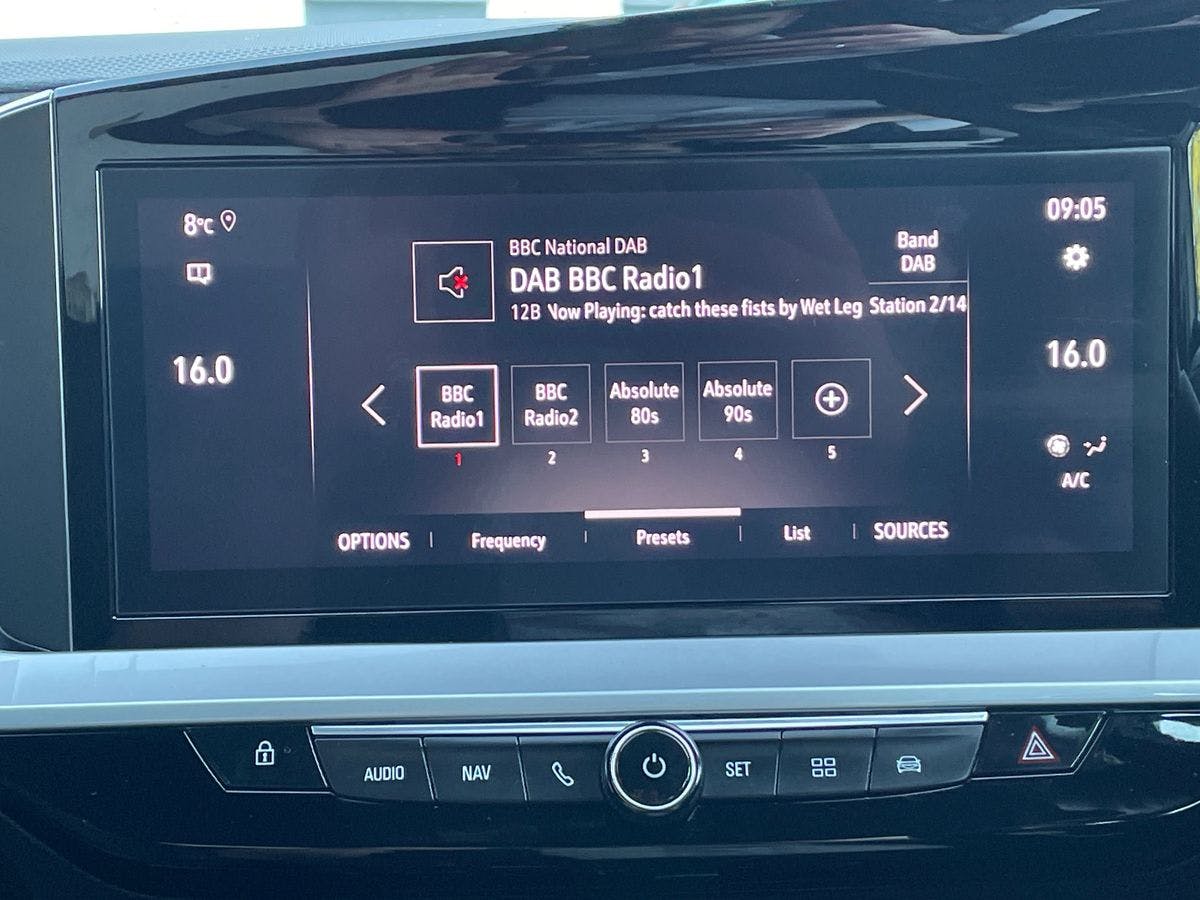 8°C
16.0
BBC National DAB
DAB BBC Radio1
12B Now Playing: catch these fists by Wet Leg
Band
DAB
Station 2/14
09:05
16.0
A/C
BBC
Radio1
1
BBC
Radio2
2
Absolute
80s
3
Absolute
90s
4
5
OPTIONS
Frequency
Presets
List
SOURCES
AUDIO
NAV
SET